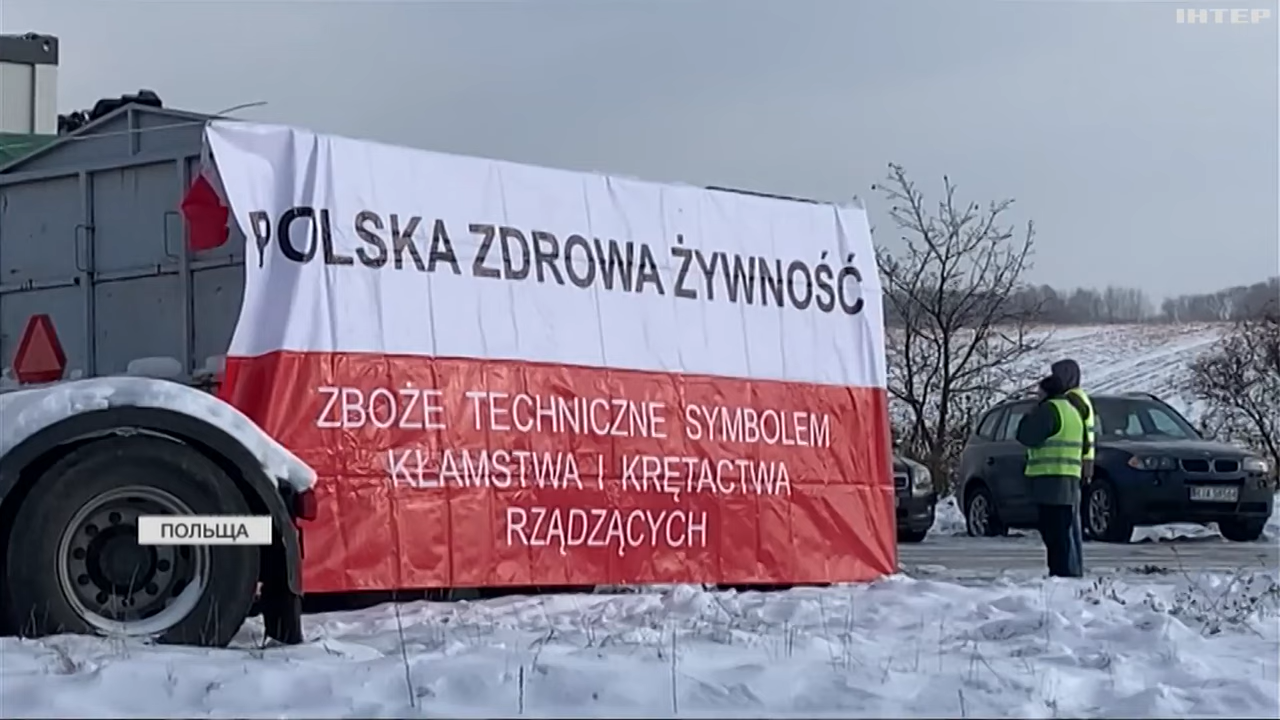 ІНТЕР
POLSKA ZDROWA ŻYWNOŚĆ
ZBOŻE TECHNICZNE SYMBOLEM
KŁAMSTWA I KRĘTACTWA
RZĄDZĄCYCH
ПОЛЬЩА